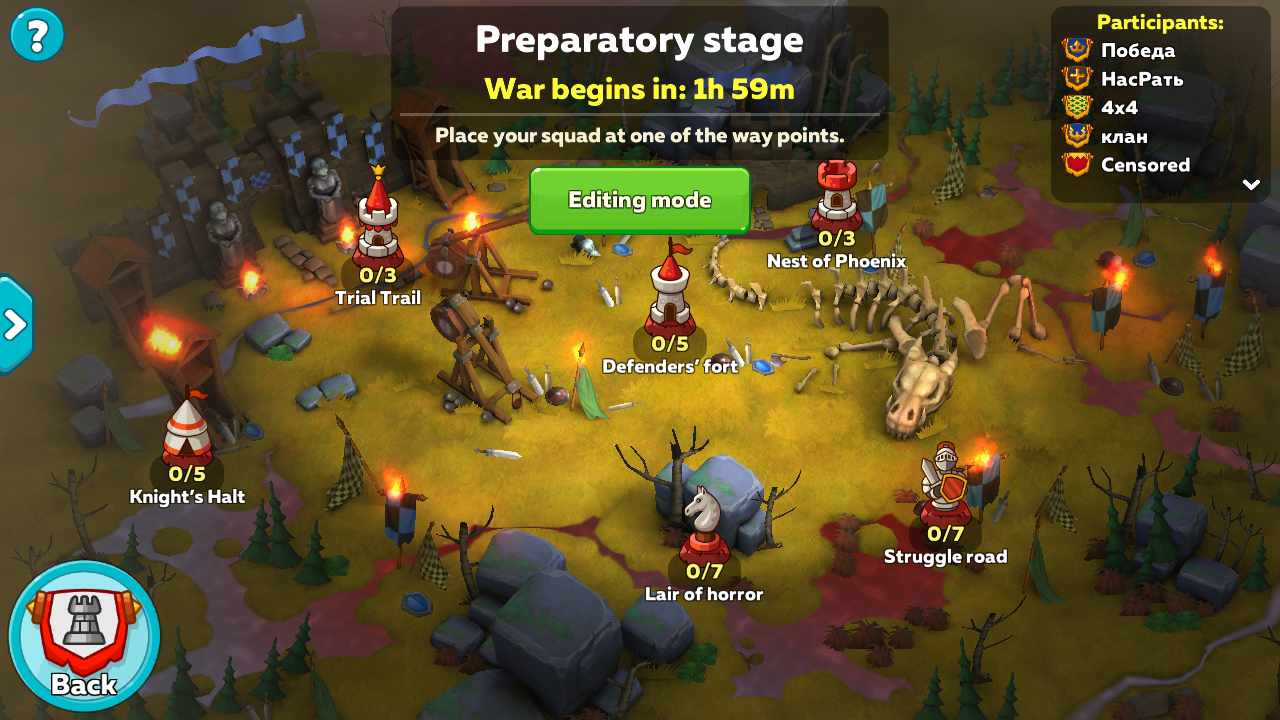 ?
Preparatory stage
War begins in: 1h 59m
Place your squad at one of the way points.
Editing mode
Participants:
Победа
НасРать
4x4
клан
Censored
0/3
Trial Trail
0/3
Nest of Phoenix
0/5
Defenders’ fort
0/5
Knight’s Halt
0/7
Struggle road
0/7
Lair of horror
Back